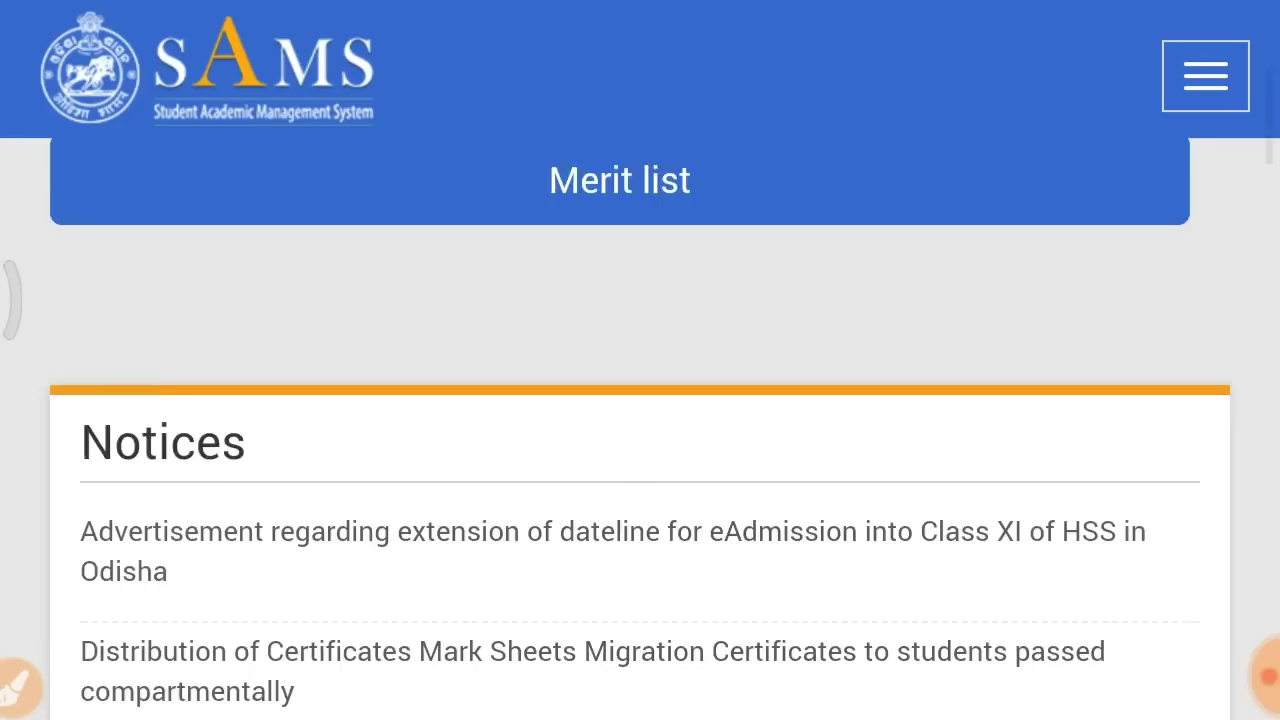 SAMS
Student Academic Management System
Merit list
Notices
Advertisement regarding extension of dateline for eAdmission into Class XI of HSS in
Odisha
Distribution of Certificates Mark Sheets Migration Certificates to students passed
compartmentally